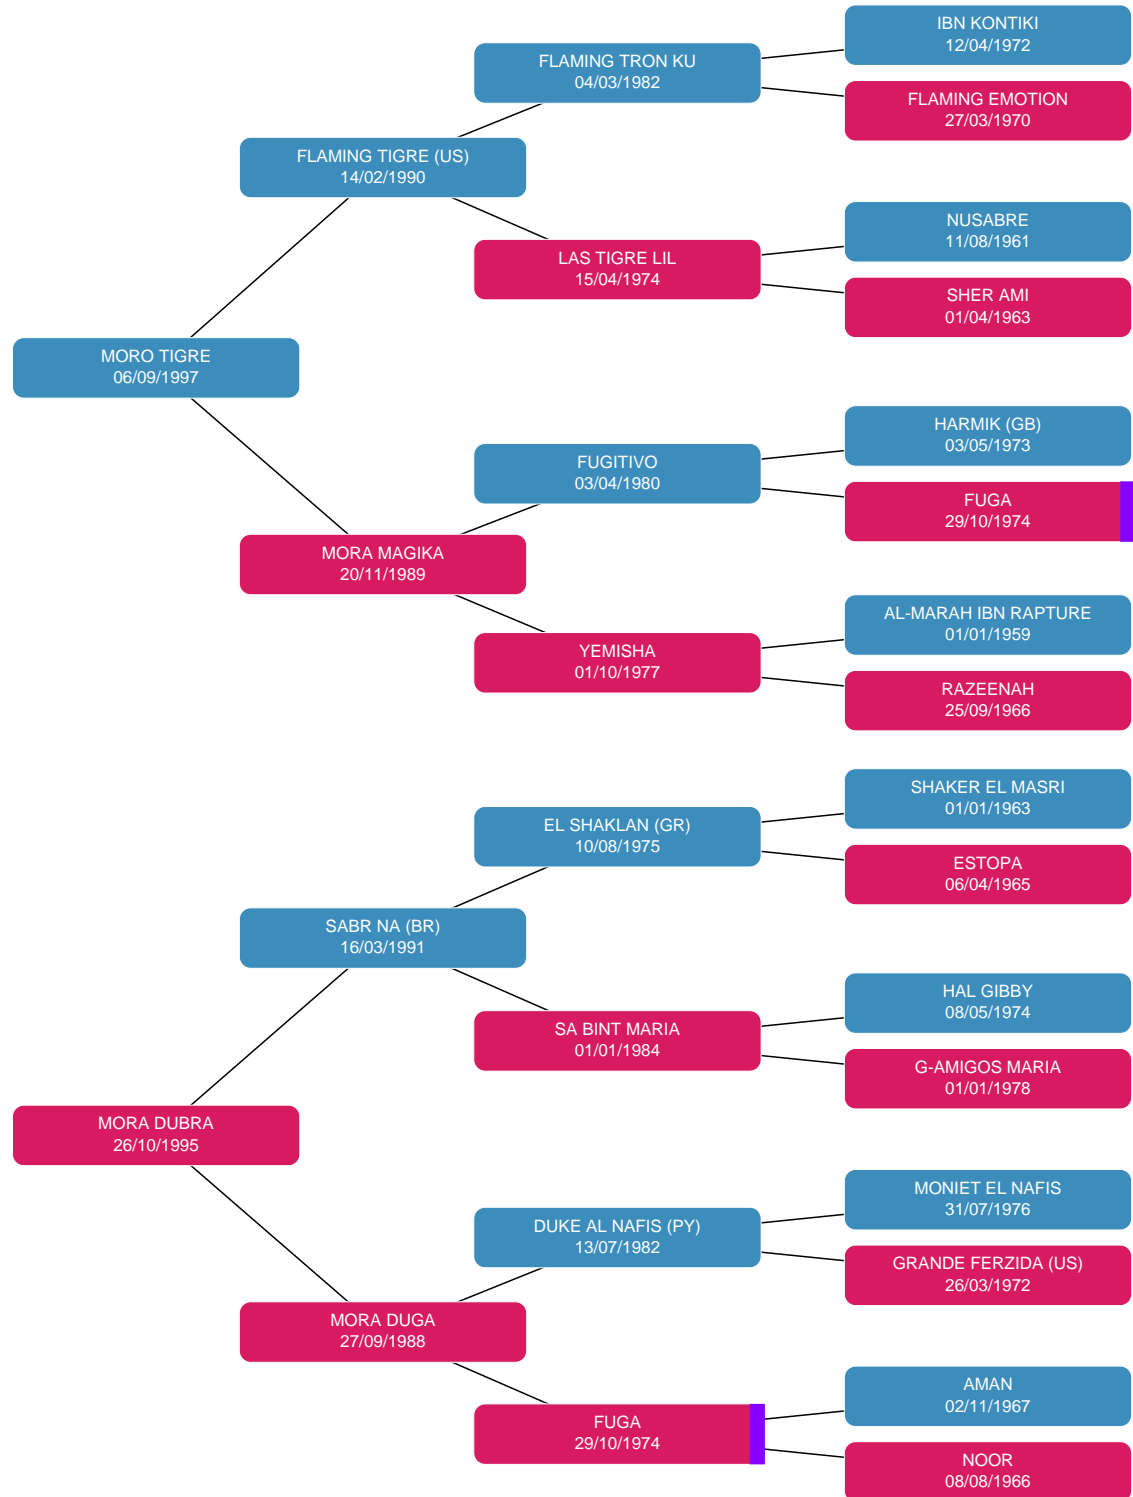 IBN KONTIKI
12/04/1972
FLAMING TRON KU
04/03/1982
FLAMING EMOTION
27/03/1970
FLAMING TIGRE (US)
14/02/1990
NUSABRE
11/08/1961
LAS TIGRE LIL
15/04/1974
SHER AMI
01/04/1963
MORO TIGRE
06/09/1997
HARMIK (GB)
03/05/1973
FUGITIVO
03/04/1980
FUGA
29/10/1974
MORA MAGIKA
20/11/1989
AL-MARAH IBN RAPTURE
01/01/1959
YEMISHA
01/10/1977
RAZEENAH
25/09/1966
SHAKER EL MASRI
01/01/1963
EL SHAKLAN (GR)
10/08/1975
ESTOPA
06/04/1965
SABR NA (BR)
16/03/1991
HAL GIBBY
08/05/1974
SA BINT MARIA
01/01/1984
G-AMIGOS MARIA
01/01/1978
MORA DUBRA
26/10/1995
MONIET EL NAFIS
31/07/1976
DUKE AL NAFIS (PY)
13/07/1982
GRANDE FERZIDA (US)
26/03/1972
MORA DUGA
27/09/1988
AMAN
02/11/1967
FUGA
29/10/1974
NOOR
08/08/1966